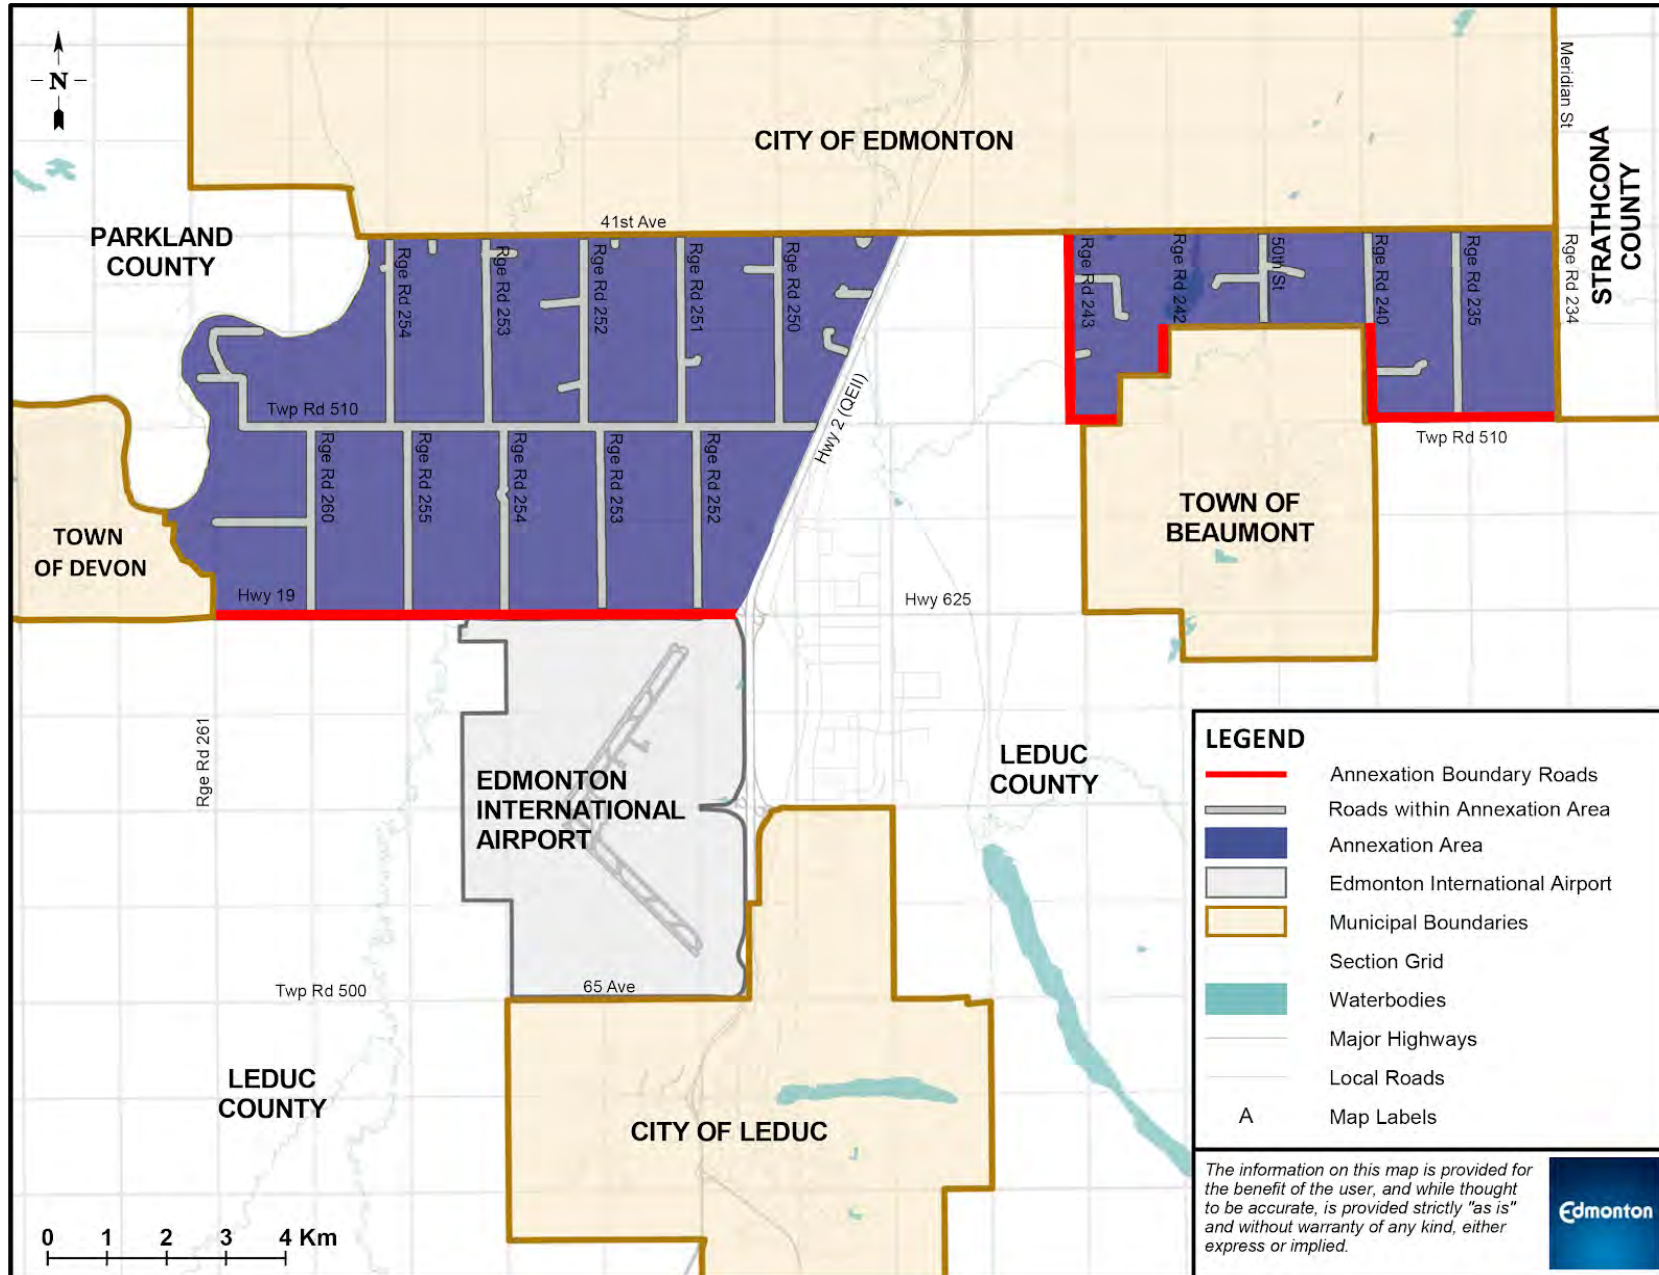 N
CITY OF EDMONTON
Meridian St
STRATHCONA
COUNTY
PARKLAND
COUNTY
41st Ave
Rge Rd 254
Rge Rd 253
Rge Rd 252
Rge Rd 251
Rge Rd 250
Rge Rd 243
Rge Rd 242
50th St
Rge Rd 240
Rge Rd 235
Rge Rd 234
Hwy 2 (QEII)
Twp Rd 510
Twp Rd 510
Rge Rd 260
Rge Rd 255
Rge Rd 254
Rge Rd 253
Rge Rd 252
TOWN OF
BEAUMONT
TOWN
OF DEVON
Hwy 19
Hwy 625
Rge Rd 261
EDMONTON
INTERNATIONAL
AIRPORT
LEDUC
COUNTY
Twp Rd 500
65 Ave
LEDUC
COUNTY
CITY OF LEDUC
0 1 2 3 4 Km
LEGEND
Annexation Boundary Roads
Roads within Annexation Area
Annexation Area
Edmonton International Airport
Municipal Boundaries
Section Grid
Waterbodies
Major Highways
Local Roads
A Map Labels
The information on this map is provided for
the benefit of the user, and while thought
to be accurate, is provided strictly "as is"
and without warranty of any kind, either
express or implied.
Edmonton